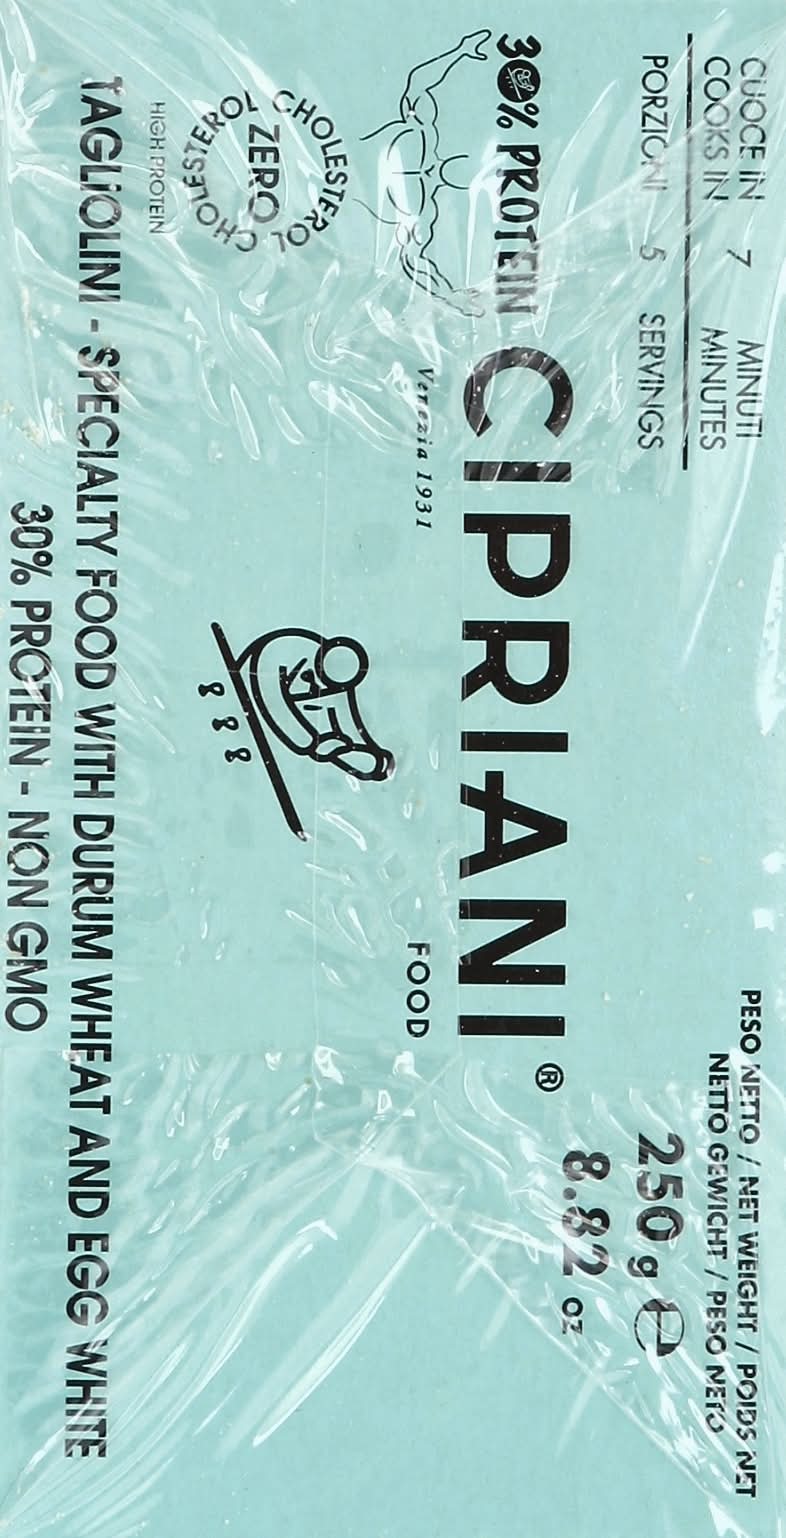 CUOCE IN 7 MINUTI
COOKS IN MINUTES
PORZIONI 5 SERVINGS
PESO NETTO / NET WEIGHT / POIDS NET
NETTO GEWICHT / PESO NETO
250 g ℮
8.82 OZ
30% PROTEIN
CIPRIANI®
Venezia 1931
FOOD
CHOLESTEROL
ZERO
CHOLESTEROL
HIGH PROTEIN
TAGLIOLINI - SPECIALTY FOOD WITH DURUM WHEAT AND EGG WHITE
30% PROTEIN - NON GMO